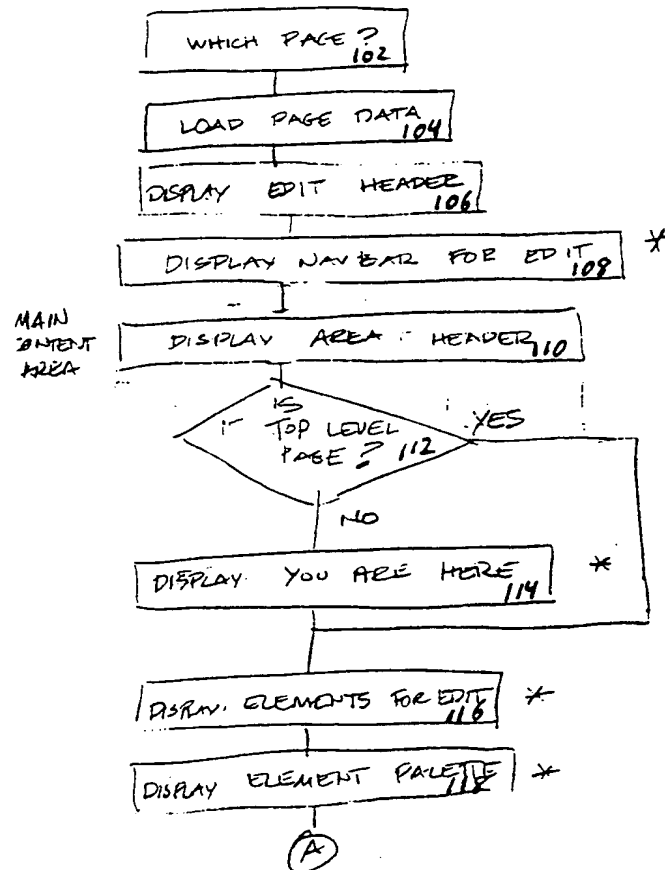 WHICH PAGE?
102
LOAD PAGE DATA
104
DISPLAY EDIT HEADER
106
DISPLAY NAVBAR FOR EDIT *
108
MAIN
CONTENT
AREA
DISPLAY AREA HEADER
110
IS
TOP LEVEL
PAGE? 112
YES
NO
DISPLAY YOU ARE HERE *
114
DISPLAY ELEMENTS FOR EDIT *
116
DISPLAY ELEMENT PALETTE *
118
A